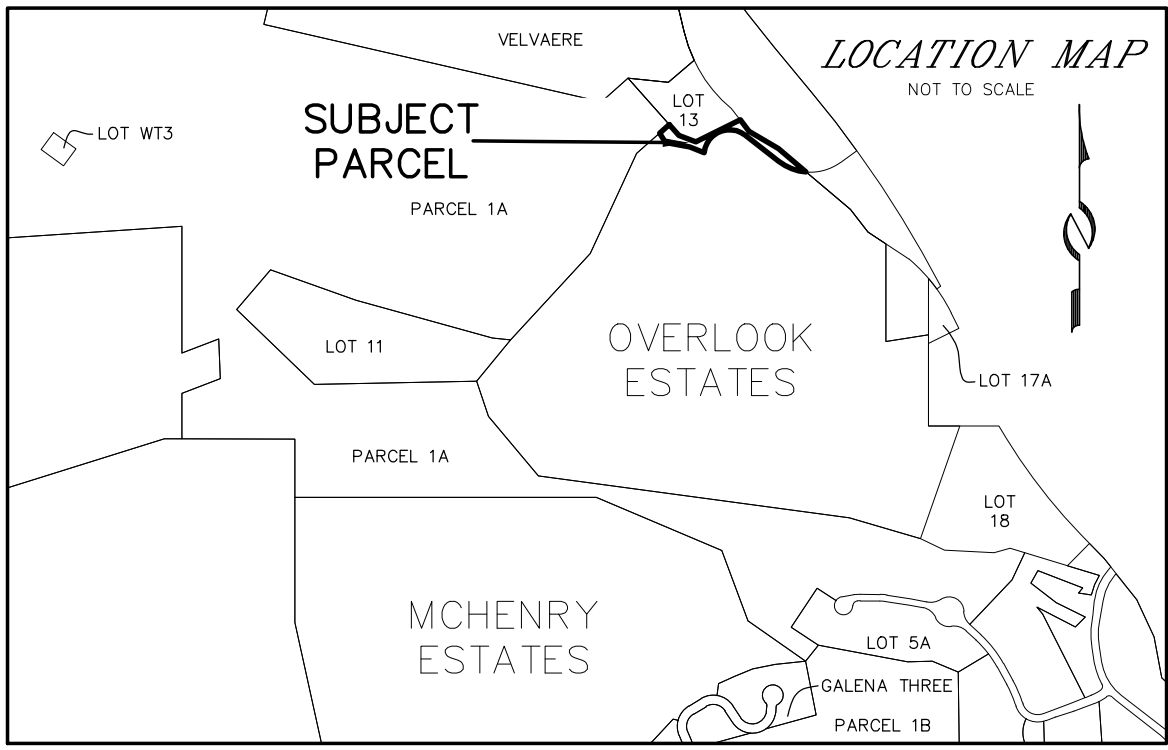 VELVAERE
LOCATION MAP
NOT TO SCALE
SUBJECT
PARCEL
LOT
13
LOT WT3
PARCEL 1A
OVERLOOK
ESTATES
LOT 11
LOT 17A
PARCEL 1A
LOT
18
MCHENRY
ESTATES
LOT 5A
GALENA THREE
PARCEL 1B